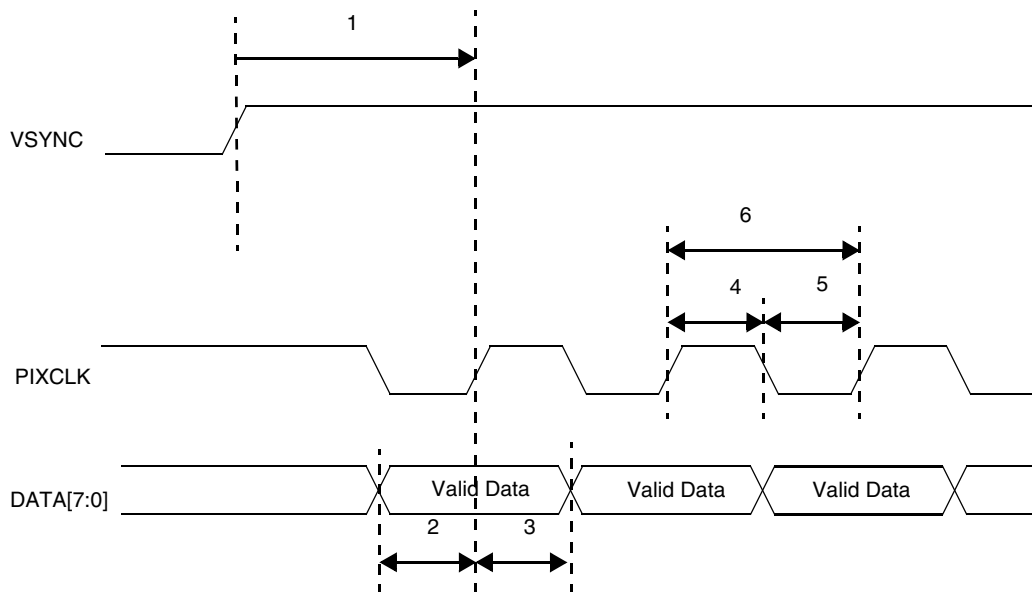 1
VSYNC
6
4 5
PIXCLK
DATA[7:0] Valid Data Valid Data Valid Data
2 3